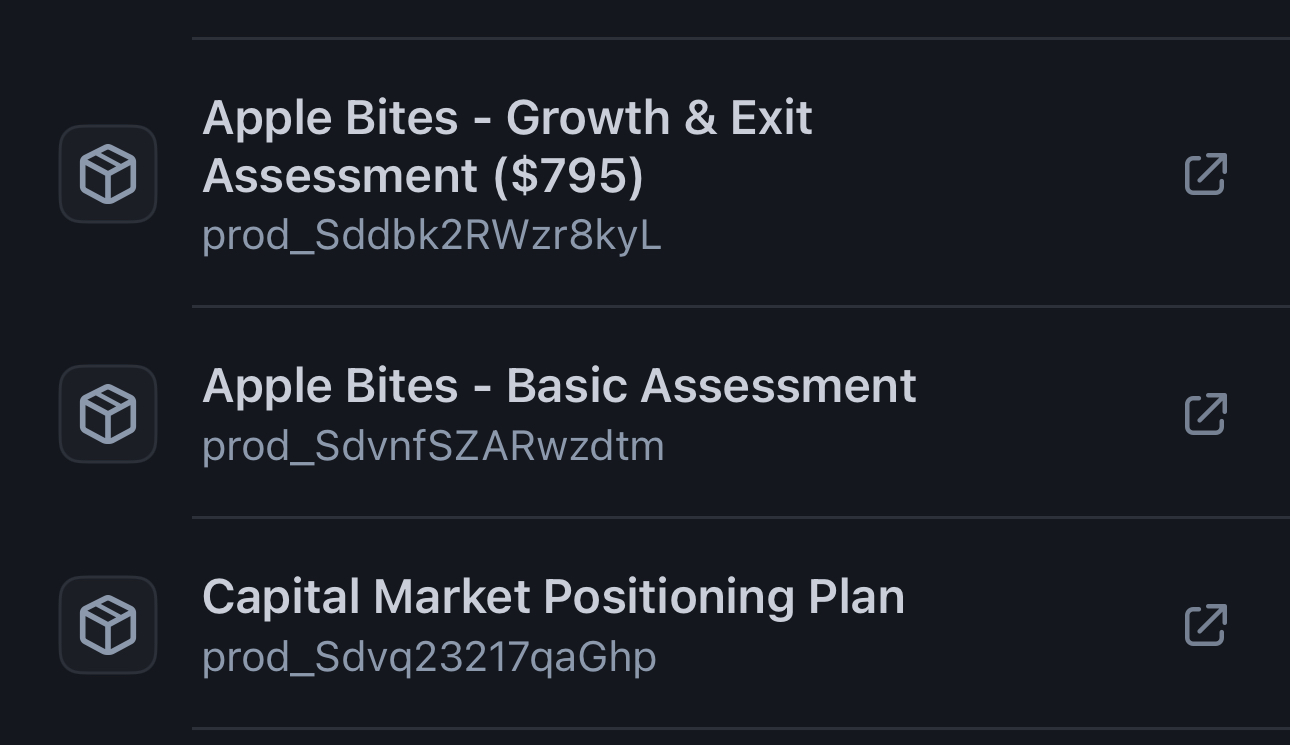 Apple Bites - Growth & Exit
Assessment ($795)
prod_Sddbk2RWzr8kyL
Apple Bites - Basic Assessment
prod_SdvnfSZARwzdtm
Capital Market Positioning Plan
prod_Sdvq23217qaGhp